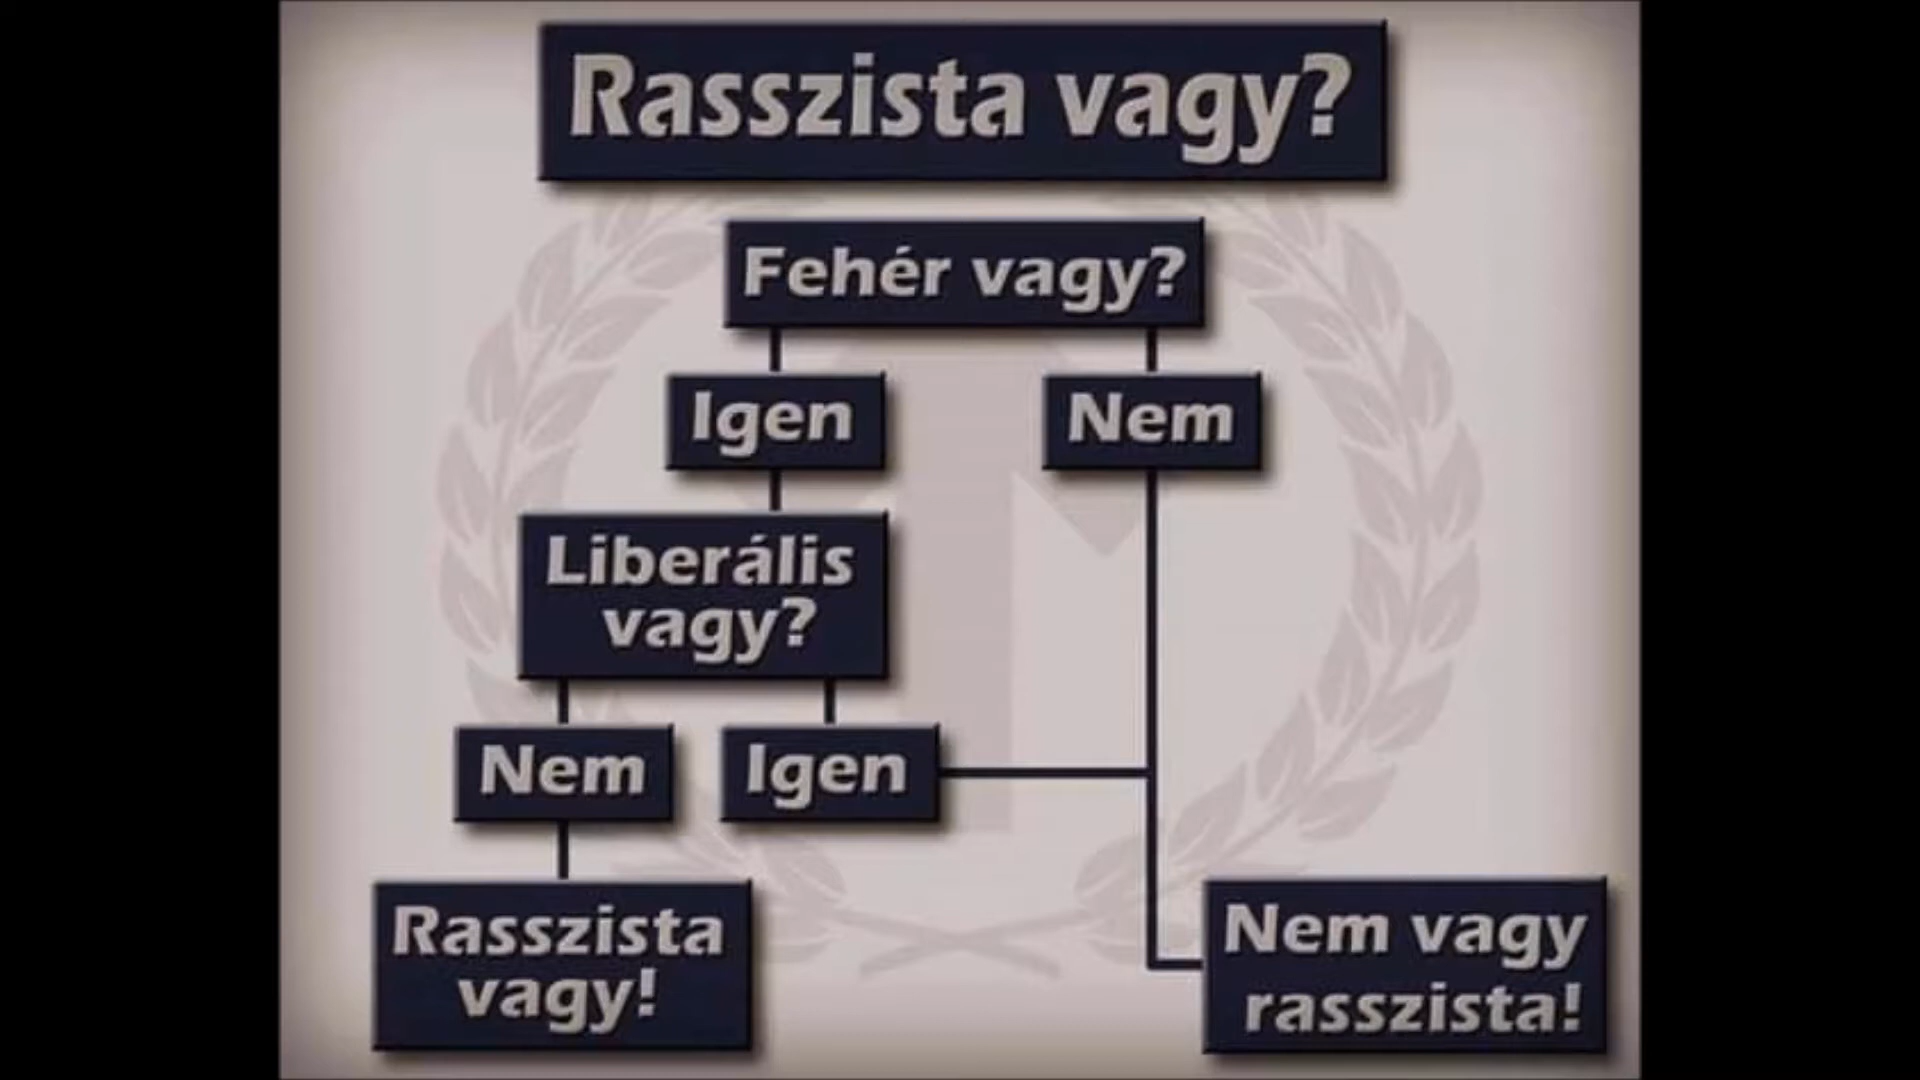 Rasszista vagy?
Fehér vagy?
Igen
Nem
Liberális
vagy?
Nem
Igen
Rasszista
vagy!
Nem vagy
rasszista!